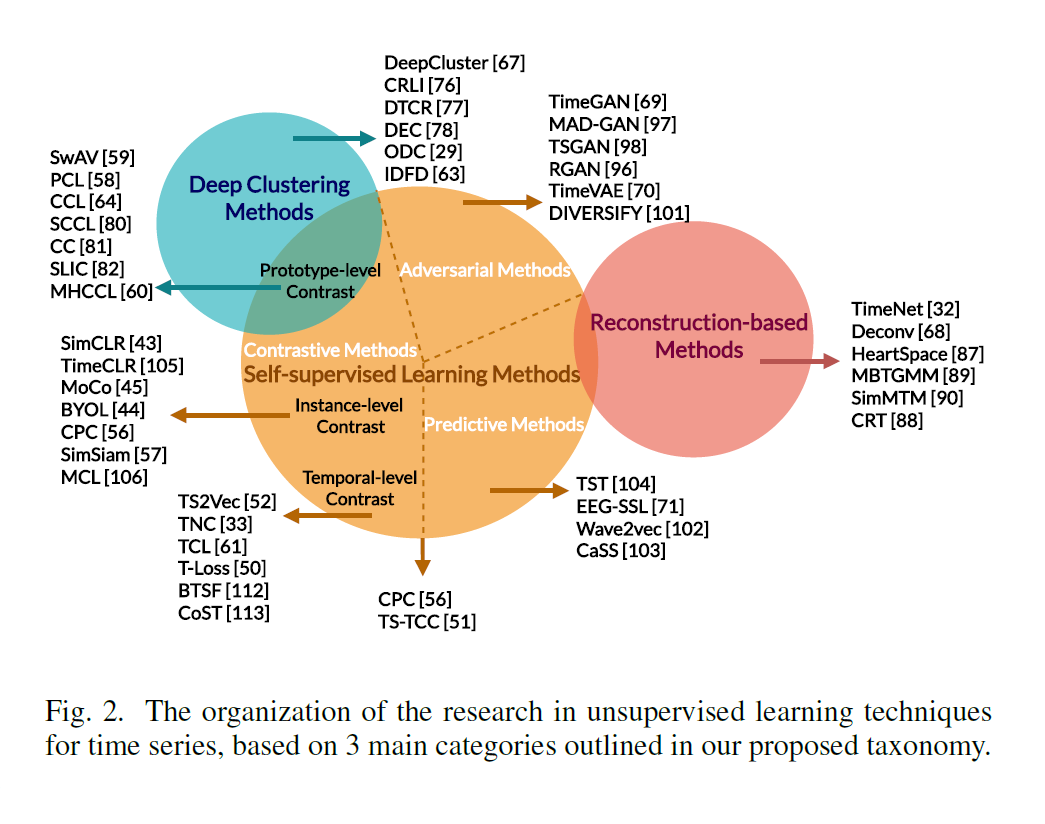 DeepCluster [67]
CRLI [76]
DTCR [77]
DEC [78]
ODC [29]
IDFD [63]
TimeGAN [69]
MAD-GAN [97]
TSGAN [98]
RGAN [96]
TimeVAE [70]
DIVERSIFY [101]
SwAV [59]
PCL [58]
CCL [64]
SCCL [80]
CC [81]
SLIC [82]
MHCCL [60]
Deep Clustering
Methods
Prototype-level
Contrast
Adversarial Methods
Reconstruction-based
Methods
TimeNet [32]
Deconv [68]
HeartSpace [87]
MBTGMM [89]
SimMTM [90]
CRT [88]
SimCLR [43]
TimeCLR [105]
MoCo [45]
BYOL [44]
CPC [56]
SimSiam [57]
MCL [106]
Contrastive Methods
Self-supervised Learning Methods
Instance-level
Contrast
Predictive Methods
Temporal-level
Contrast
TS2Vec [52]
TNC [33]
TCL [61]
T-Loss [50]
BTSF [112]
CoST [113]
TST [104]
EEG-SSL [71]
Wave2vec [102]
CaSS [103]
CPC [56]
TS-TCC [51]
Fig. 2. The organization of the research in unsupervised learning techniques
for time series, based on 3 main categories outlined in our proposed taxonomy.